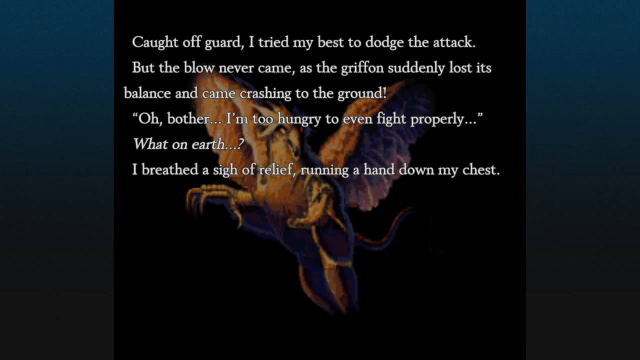 Caught off guard, I tried my best to dodge the attack.
But the blow never came, as the griffon suddenly lost its
balance and came crashing to the ground!
“Oh, bother... I’m too hungry to even fight properly...”
What on earth...?
I breathed a sigh of relief, running a hand down my chest.